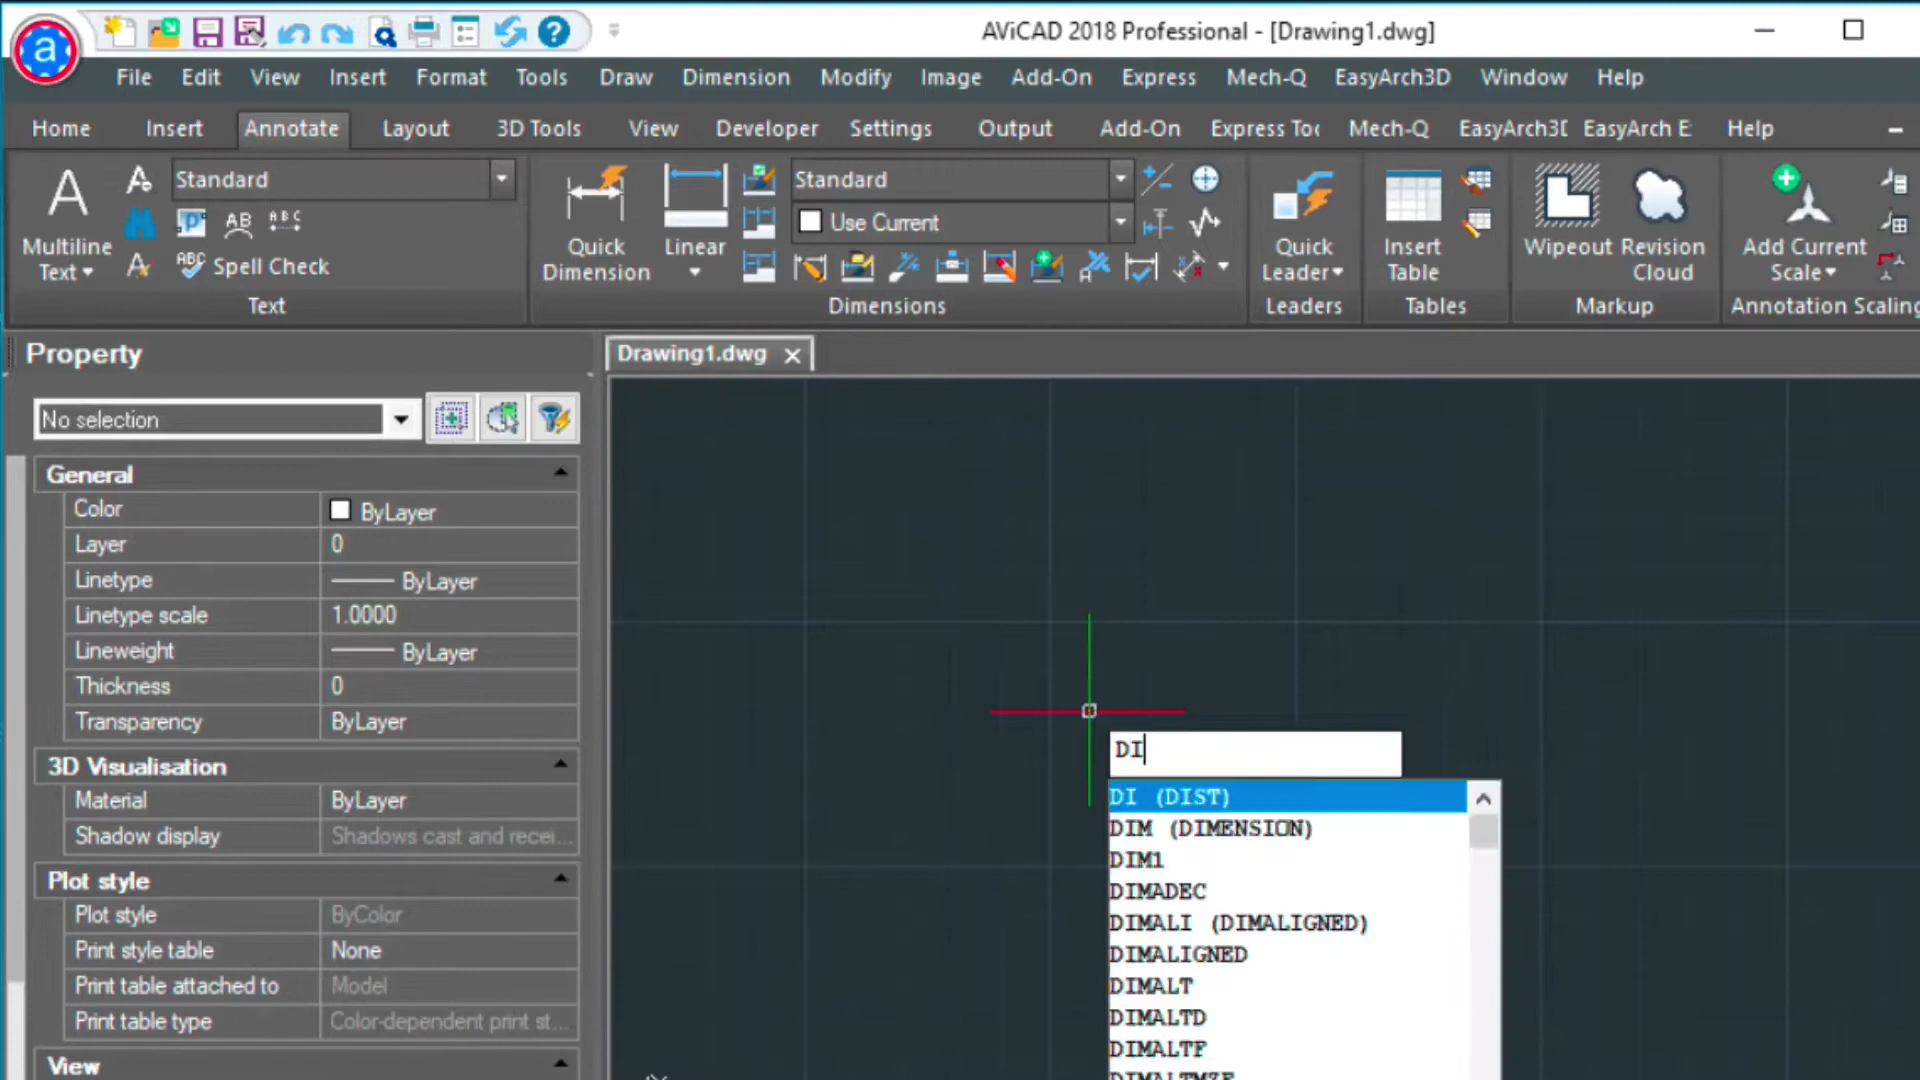 a
AViCAD 2018 Professional - [Drawing1.dwg]
File Edit View Insert Format Tools Draw Dimension Modify Image Add-On Express Mech-Q EasyArch3D Window Help
Home Insert Annotate Layout 3D Tools View Developer Settings Output Add-On Express Too Mech-Q EasyArch3D EasyArch E Help
Standard
Standard
Use Current
Multiline Text
Spell Check
Quick Dimension
Linear
Quick Leader
Insert Table
Wipeout
Revision Cloud
Add Current Scale
Text Dimensions Leaders Tables Markup Annotation Scaling
Property
Drawing1.dwg
No selection
General
Color ByLayer
Layer 0
Linetype ByLayer
Linetype scale 1.0000
Lineweight ByLayer
Thickness 0
Transparency ByLayer
3D Visualisation
Material ByLayer
Shadow display Shadows cast and recei...
Plot style
Plot style ByColor
Print style table None
Print table attached to Model
Print table type Color-dependent print st...
View
DI
DI (DIST)
DIM (DIMENSION)
DIM1
DIMADEC
DIMALI (DIMALIGNED)
DIMALIGNED
DIMALT
DIMALTD
DIMALTF